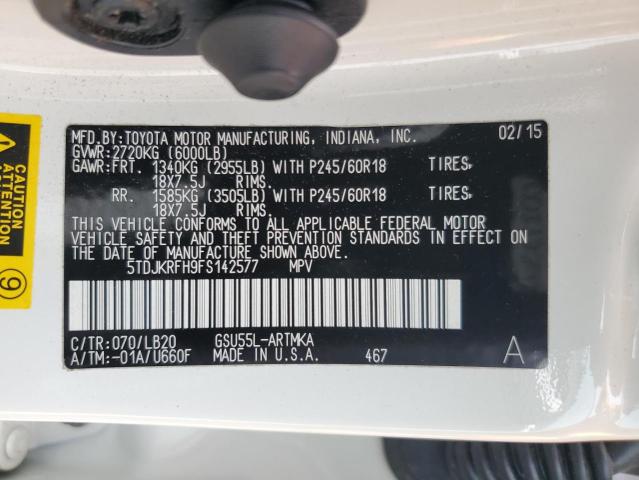 MFD.BY:TOYOTA MOTOR MANUFACTURING, INDIANA, INC. 02/15
GVWR:2720KG (6000LB)
GAWR:FRT. 1340KG (2955LB) WITH P245/60R18 TIRES,
18X7.5J RIMS.
RR. 1585KG (3505LB) WITH P245/60R18 TIRES,
18X7.5J RIMS.
THIS VEHICLE CONFORMS TO ALL APPLICABLE FEDERAL MOTOR
VEHICLE SAFETY AND THEFT PREVENTION STANDARDS IN EFFECT ON
THE DATE OF MANUFACTURE SHOWN ABOVE.
5TDJKRFH9FS142577 MPV
C/TR:070/LB20 GSU55L-ARTMKA
A/TM:-01A/U660F MADE IN U.S.A. 467 A
CAUTION
ATTENTION
9